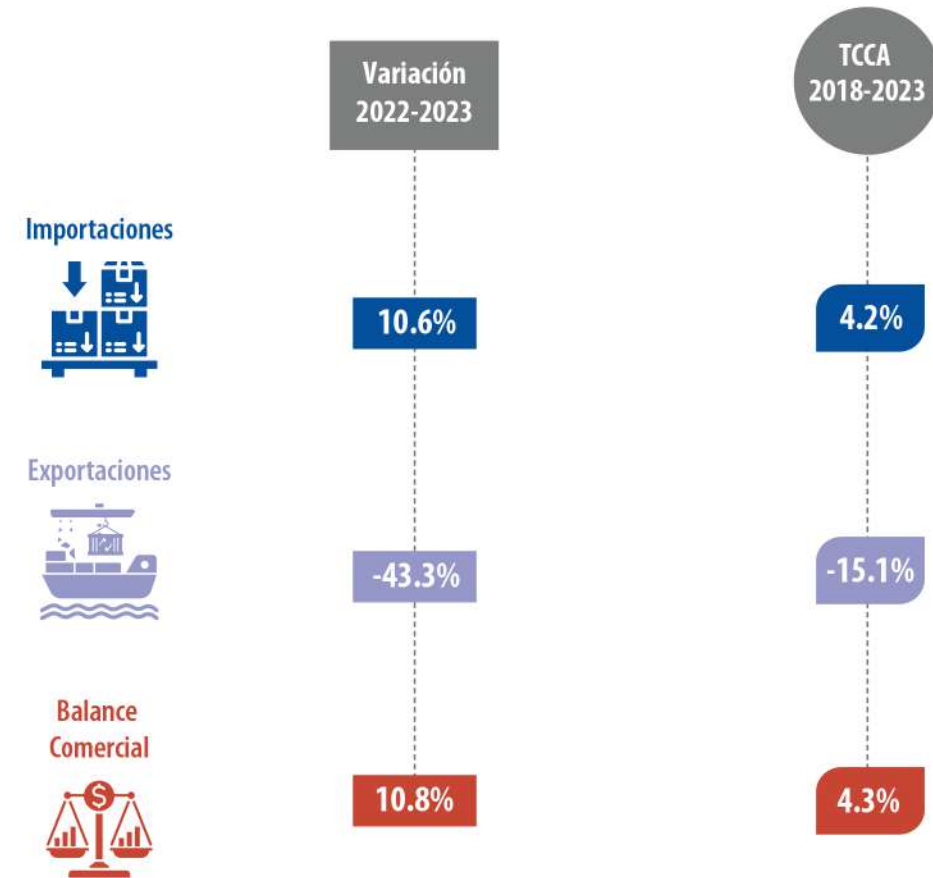 Variación
2022-2023
TCCA
2018-2023
Importaciones
10.6%
4.2%
Exportaciones
-43.3%
-15.1%
Balance
Comercial
$
10.8%
4.3%